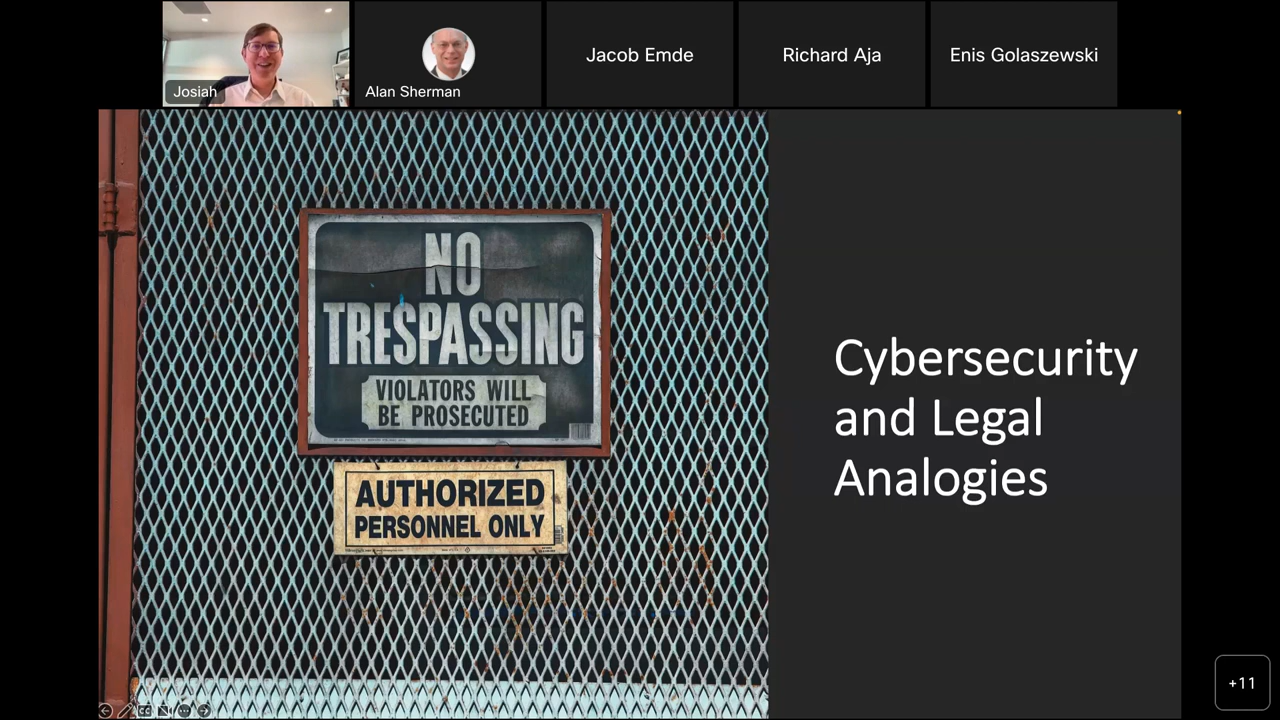 Josiah
Alan Sherman
Jacob Emde
Richard Aja
Enis Golaszewski
NO
TRESPASSING
VIOLATORS WILL
BE PROSECUTED
AUTHORIZED
PERSONNEL ONLY
Cybersecurity
and Legal
Analogies
+11